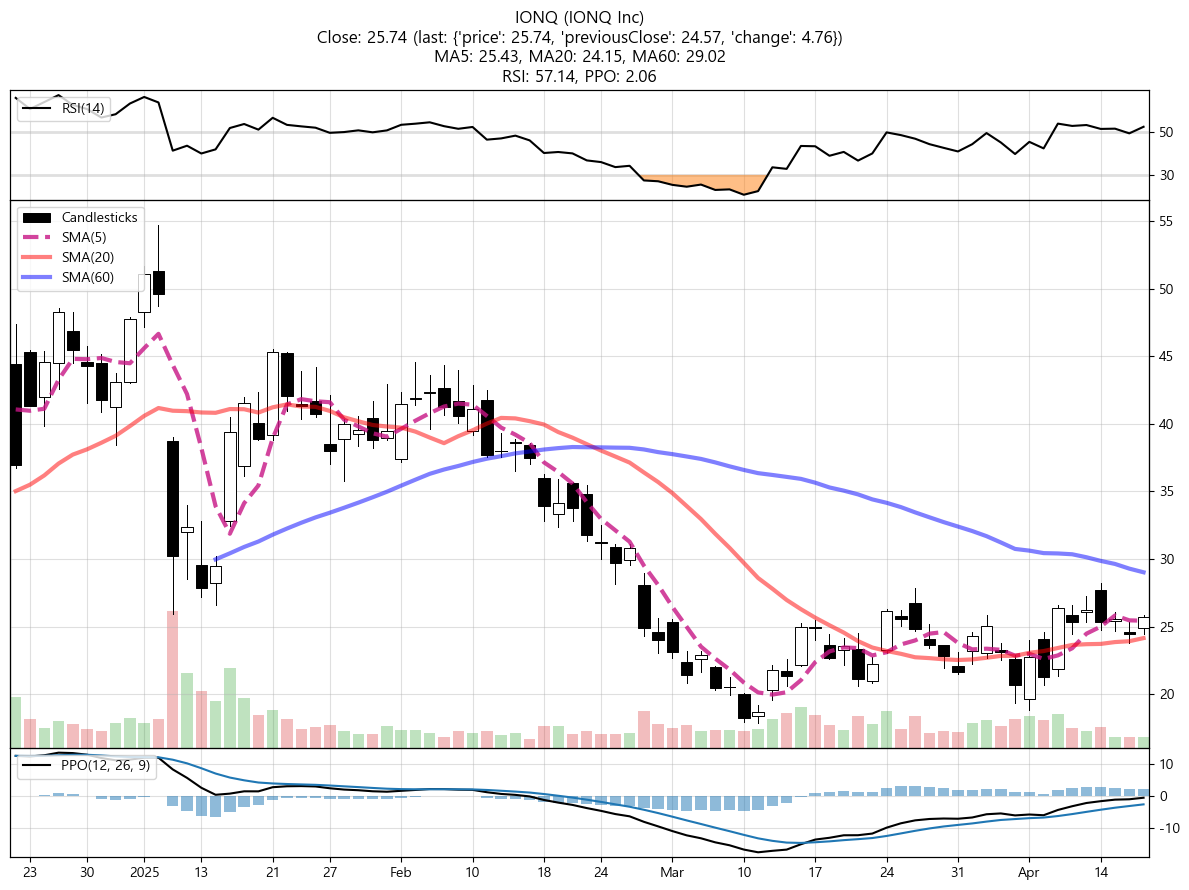 IONQ (IONQ Inc)
Close: 25.74 (last: {'price': 25.74, 'previousClose': 24.57, 'change': 4.76})
MA5: 25.43, MA20: 24.15, MA60: 29.02
RSI: 57.14, PPO: 2.06
RSI(14)
50
30
Candlesticks
SMA(5)
SMA(20)
SMA(60)
55
50
45
40
35
30
25
20
PPO(12, 26, 9)
10
0
-10
23 30 2025 13 21 27 Feb 10 18 24 Mar 10 17 24 31 Apr 14